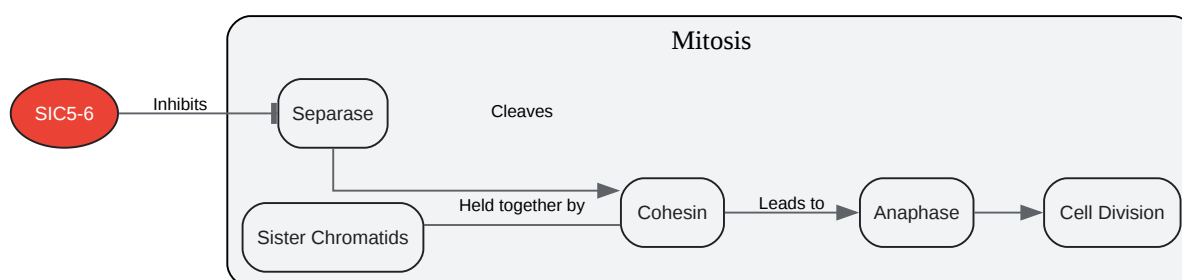 Mitosis
SIC5-6
Inhibits
Separase
Cleaves
Held together by
Sister Chromatids
Cohesin
Leads to
Anaphase
Cell Division